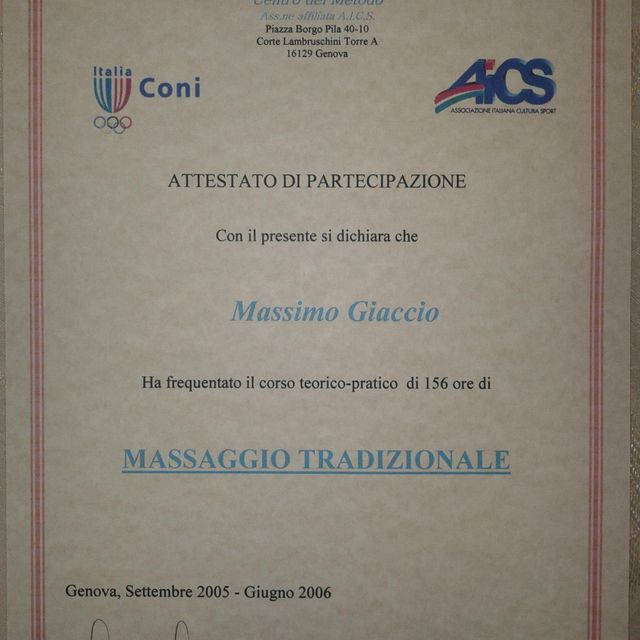 Centro del Metodo
Ass.ne affiliata A.I.C.S.
Piazza Borgo Pila 40-10
Corte Lambruschini Torre A
16129 Genova
Italia
Coni
AiCS
ASSOCIAZIONE ITALIANA CULTURA SPORT
ATTESTATO DI PARTECIPAZIONE
Con il presente si dichiara che
Massimo Giaccio
Ha frequentato il corso teorico-pratico di 156 ore di
MASSAGGIO TRADIZIONALE
Genova, Settembre 2005 - Giugno 2006